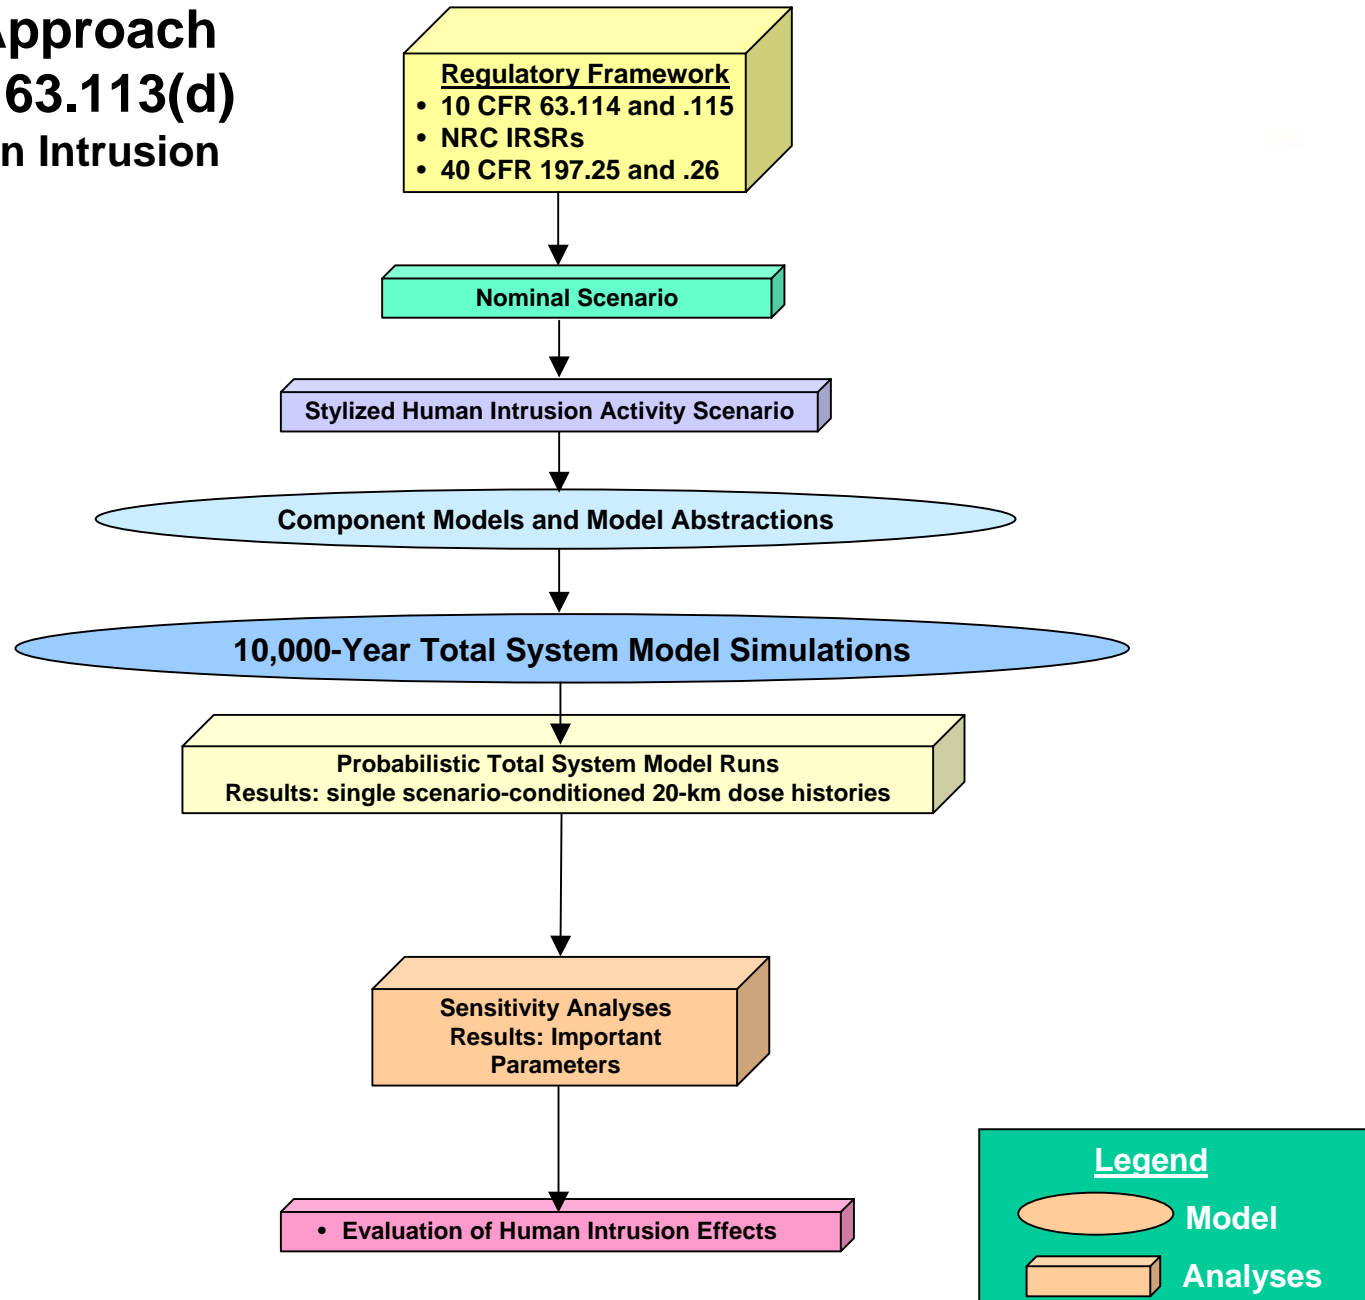 Approach
63.113(d)
n Intrusion
Regulatory Framework
• 10 CFR 63.114 and .115
• NRC IRSRs
• 40 CFR 197.25 and .26
Nominal Scenario
Stylized Human Intrusion Activity Scenario
Component Models and Model Abstractions
10,000-Year Total System Model Simulations
Probabilistic Total System Model Runs
Results: single scenario-conditioned 20-km dose histories
Sensitivity Analyses
Results: Important
Parameters
• Evaluation of Human Intrusion Effects
Legend
Model
Analyses